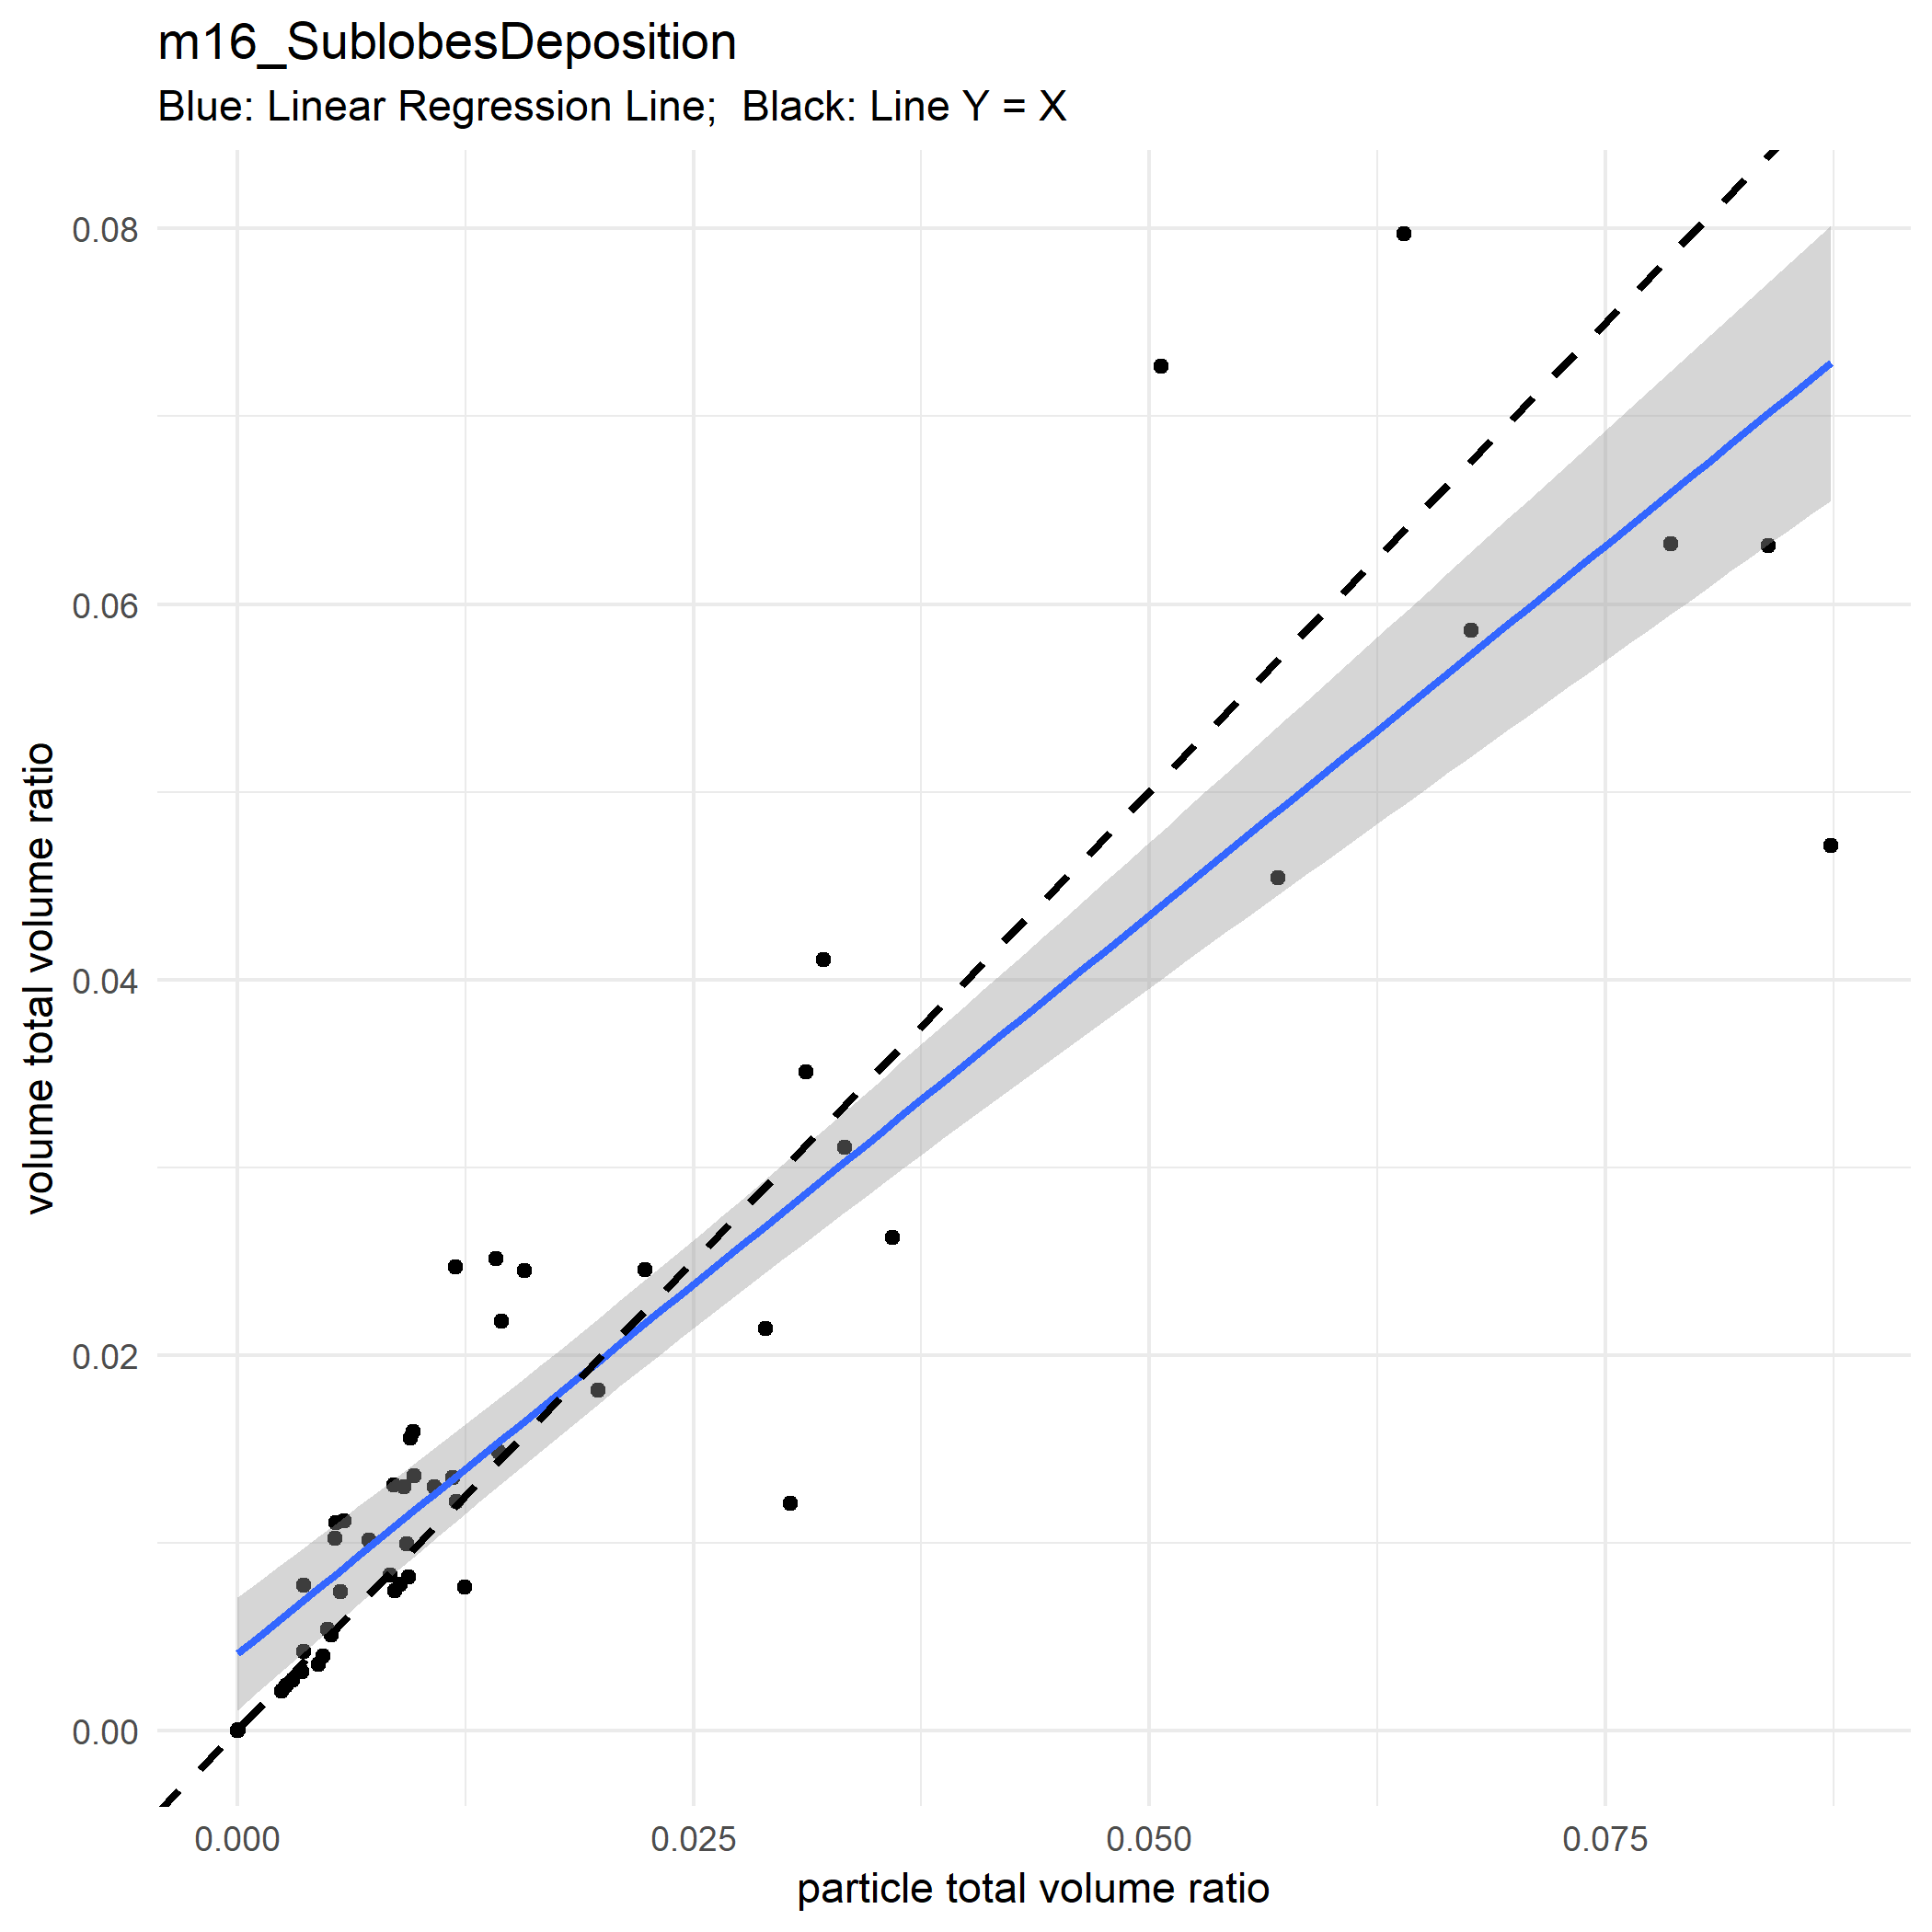 m16_SublobesDeposition
Blue: Linear Regression Line;  Black: Line Y = X
volume total volume ratio
0.08
0.06
0.04
0.02
0.00
0.000 0.025 0.050 0.075
particle total volume ratio